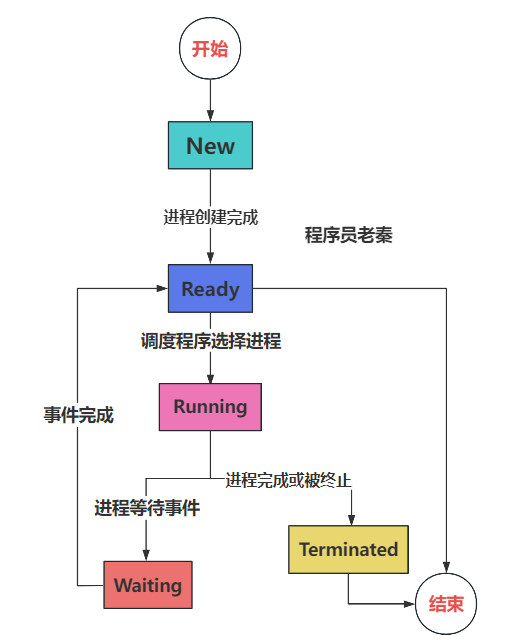 开始
New
进程创建完成
程序员老秦
Ready
调度程序选择进程
Running
事件完成
进程完成或被终止
进程等待事件
Terminated
Waiting
结束